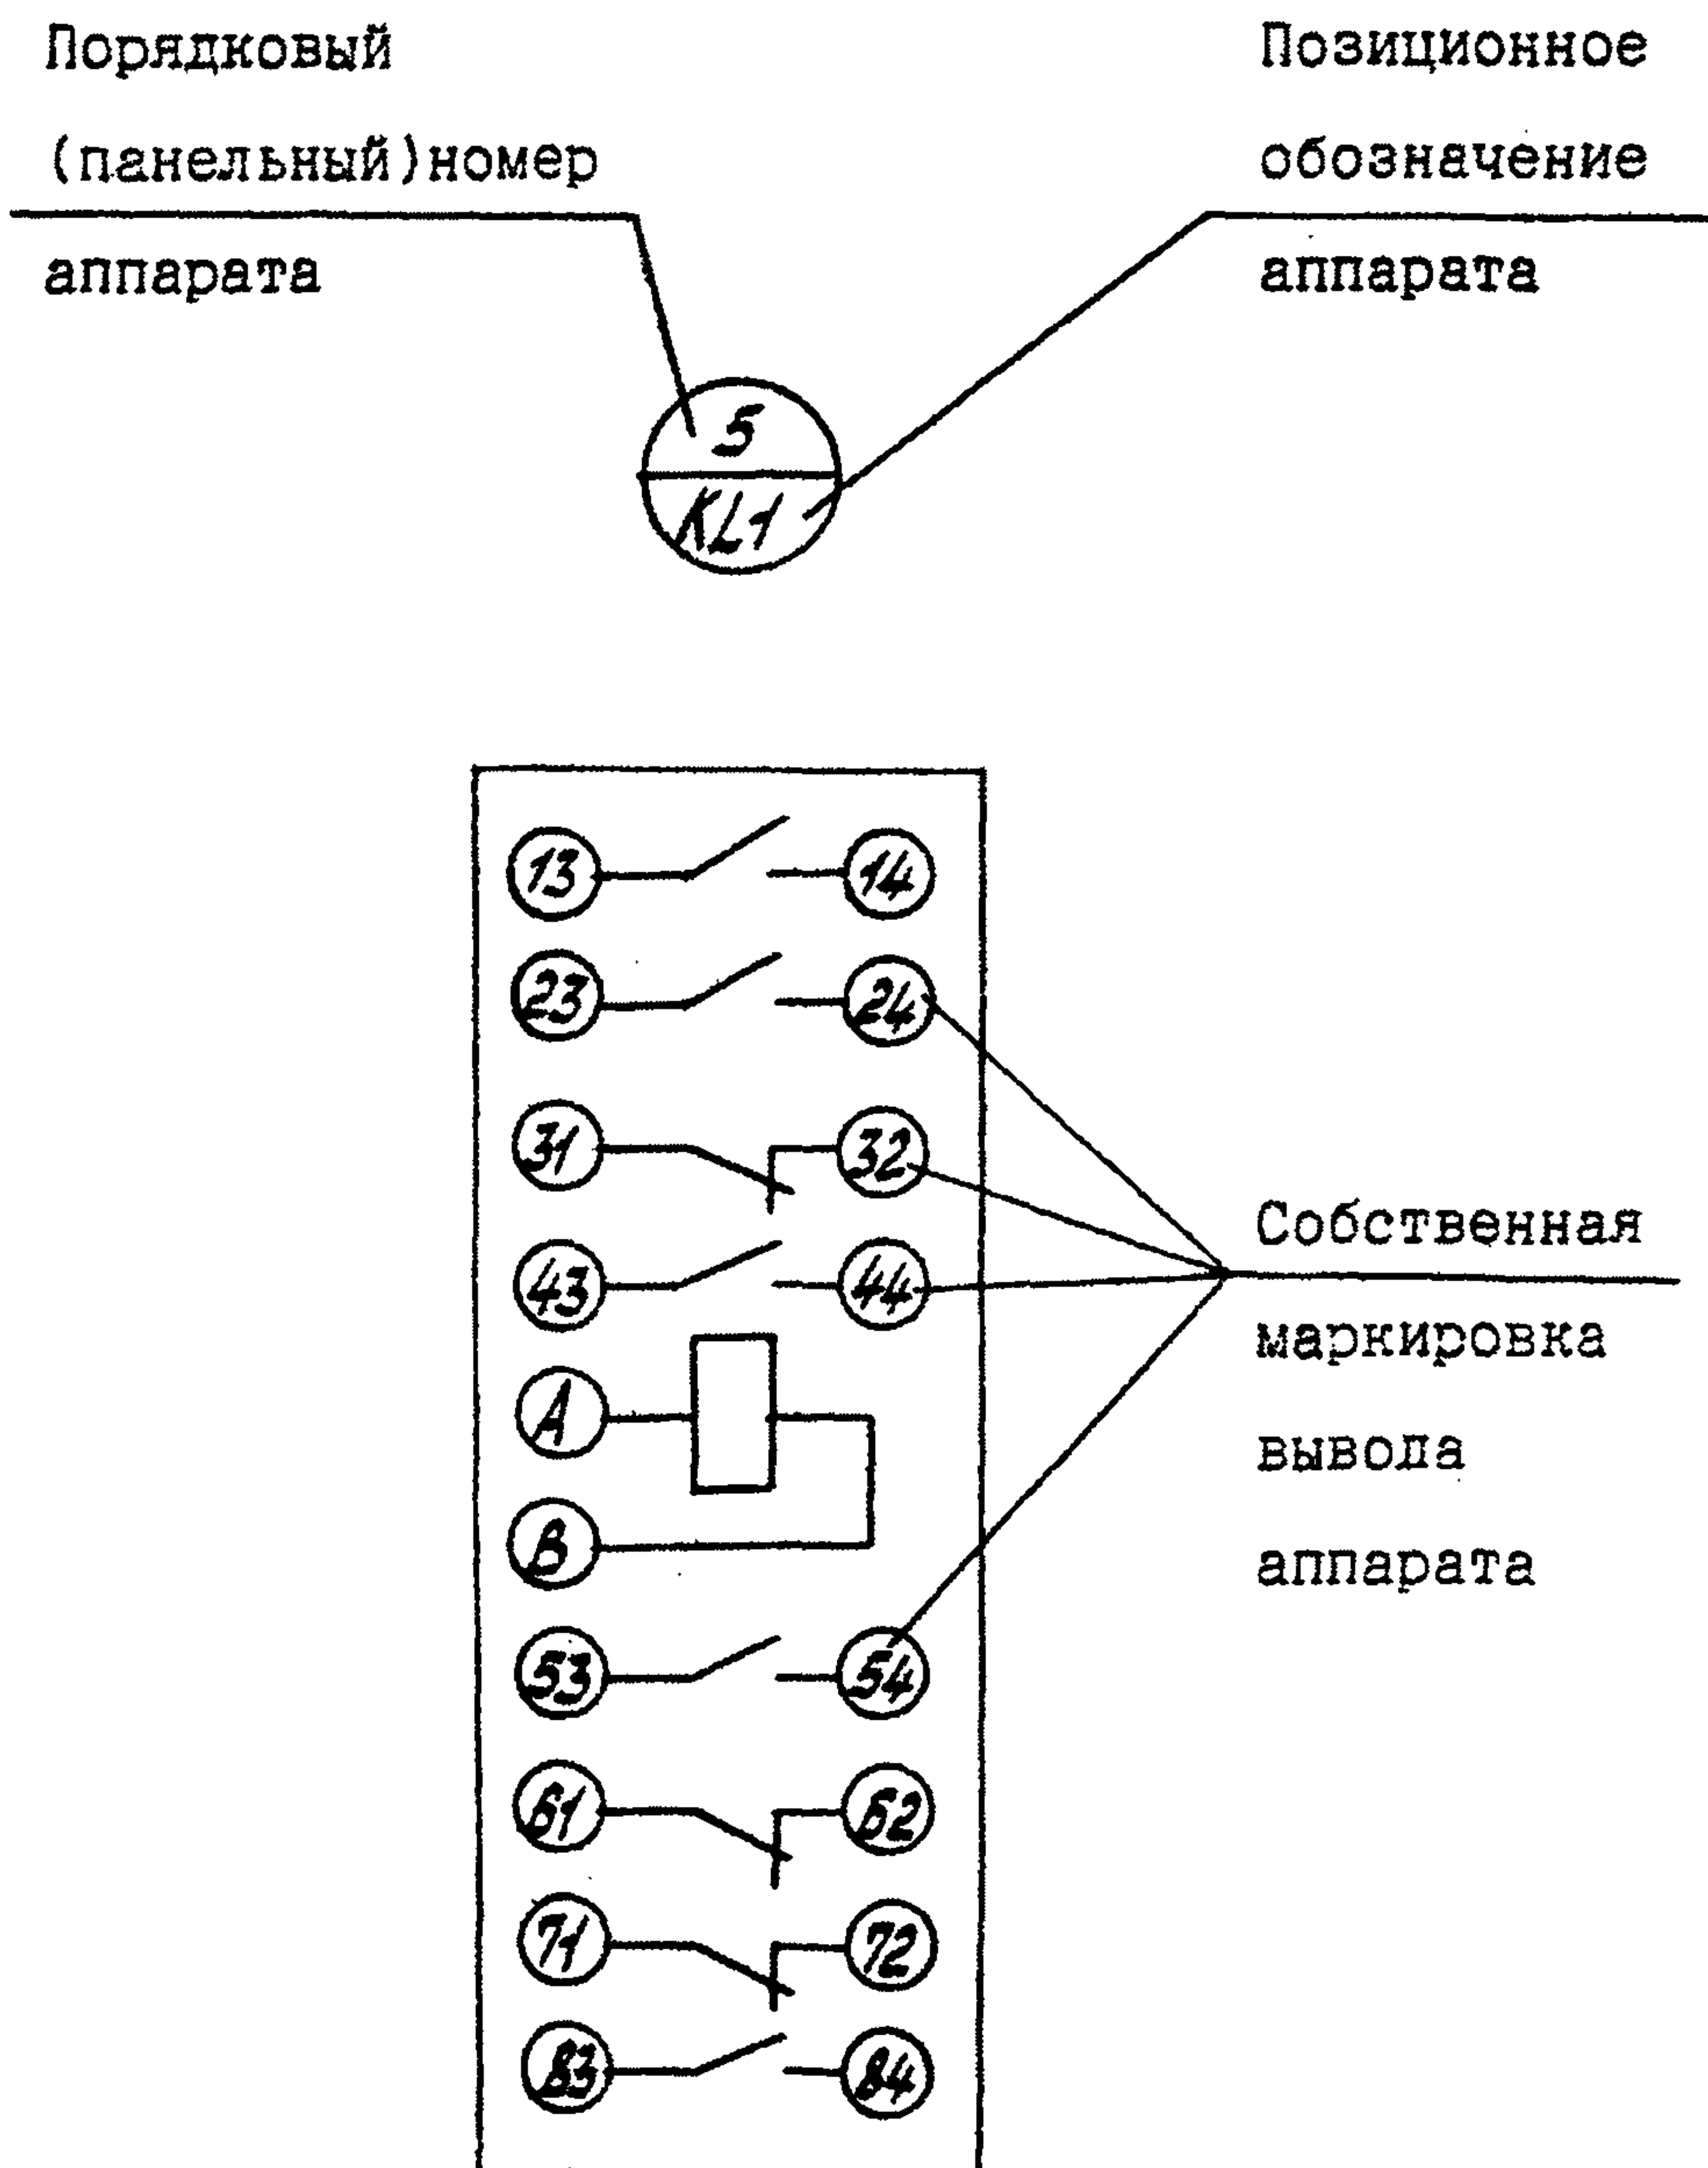 Порядковый
(панельный)номер
аппарата
Позиционное
обозначение
аппарата
5
KL1
13 14
23 24
31 32
43 44
A
B
53 54
61 62
71 72
83 84
Собственная
маркировка
вывода
аппарата